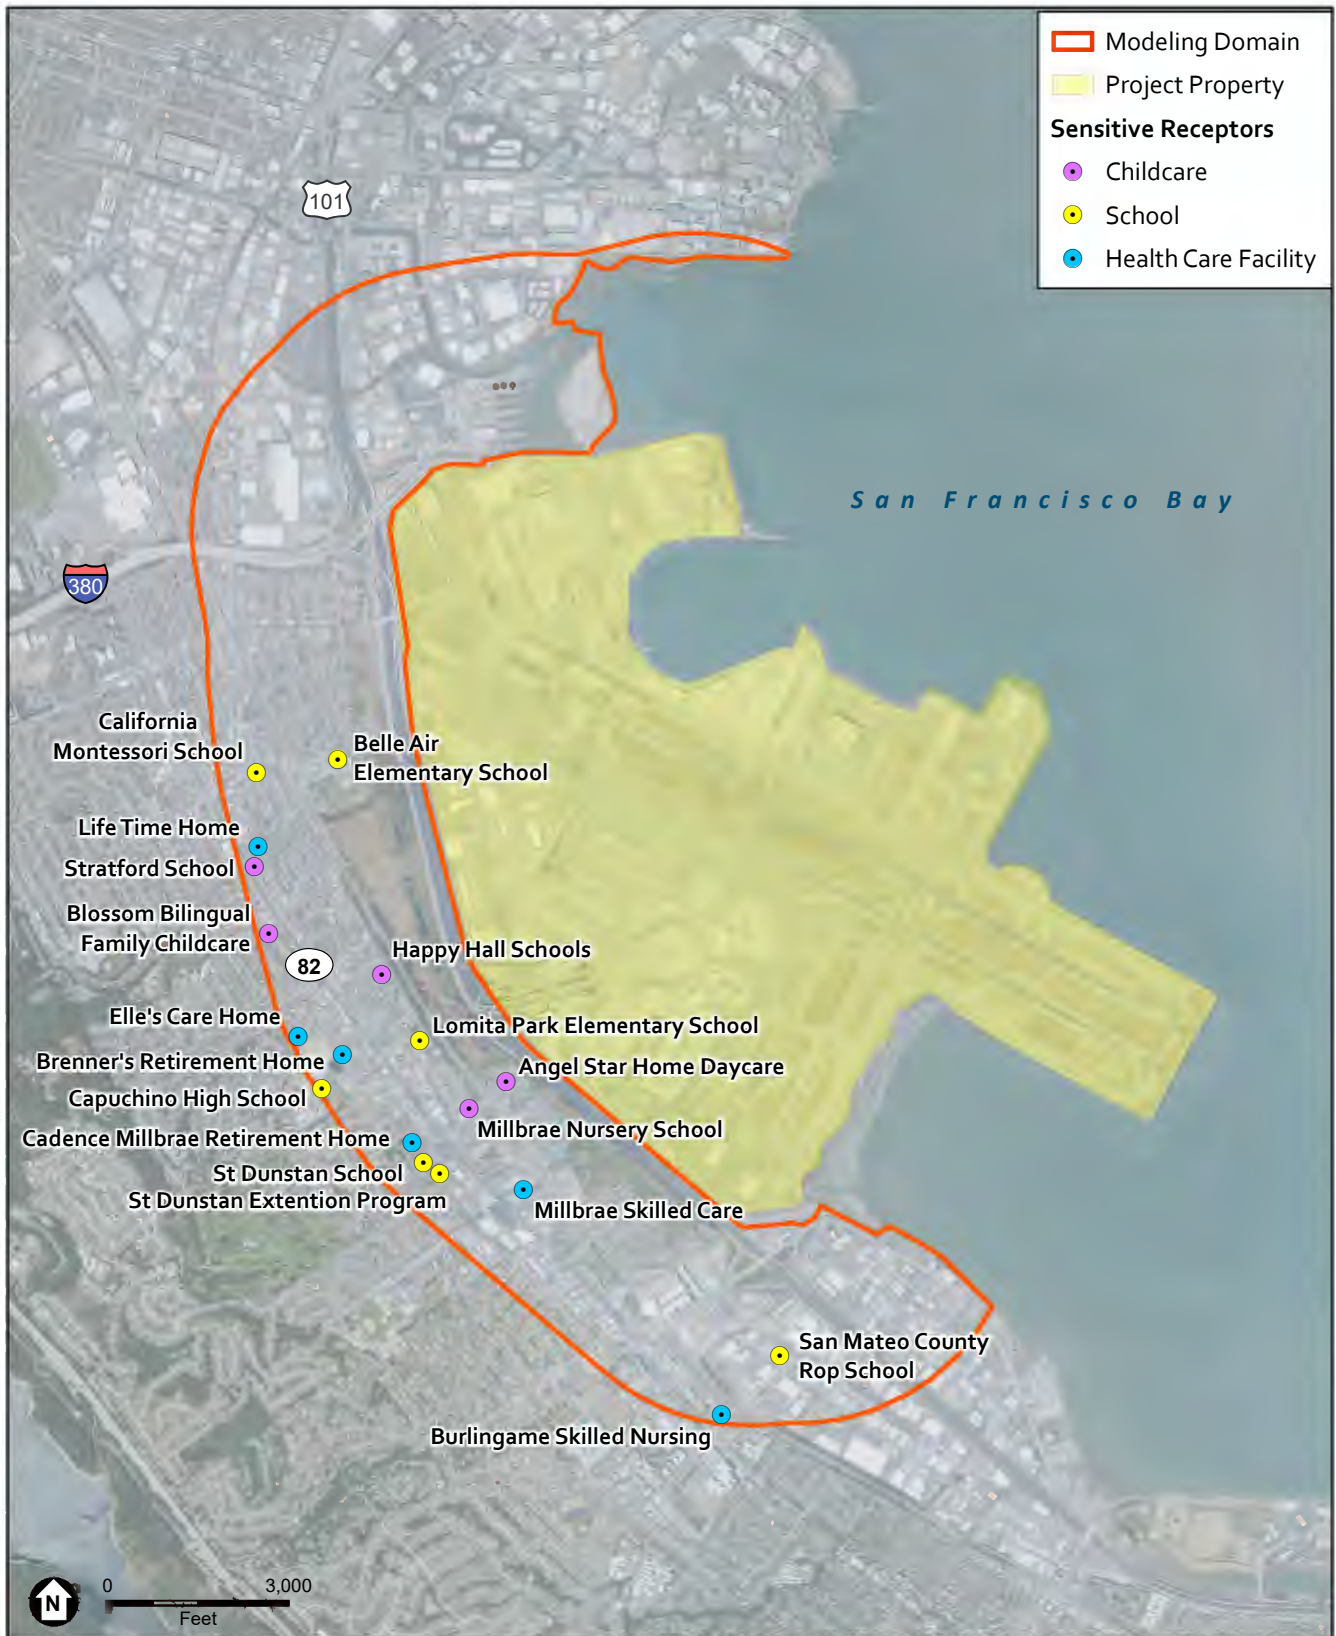 Modeling Domain
Project Property
Sensitive Receptors
Childcare
School
Health Care Facility
101
San Francisco Bay
380
California
Montessori School
Belle Air
Elementary School
Life Time Home
Stratford School
Blossom Bilingual
Family Childcare
82
Happy Hall Schools
Elle's Care Home
Lomita Park Elementary School
Brenner's Retirement Home
Angel Star Home Daycare
Capuchino High School
Millbrae Nursery School
Cadence Millbrae Retirement Home
St Dunstan School
St Dunstan Extention Program
Millbrae Skilled Care
San Mateo County
Rop School
Burlingame Skilled Nursing
N
0 3,000
Feet